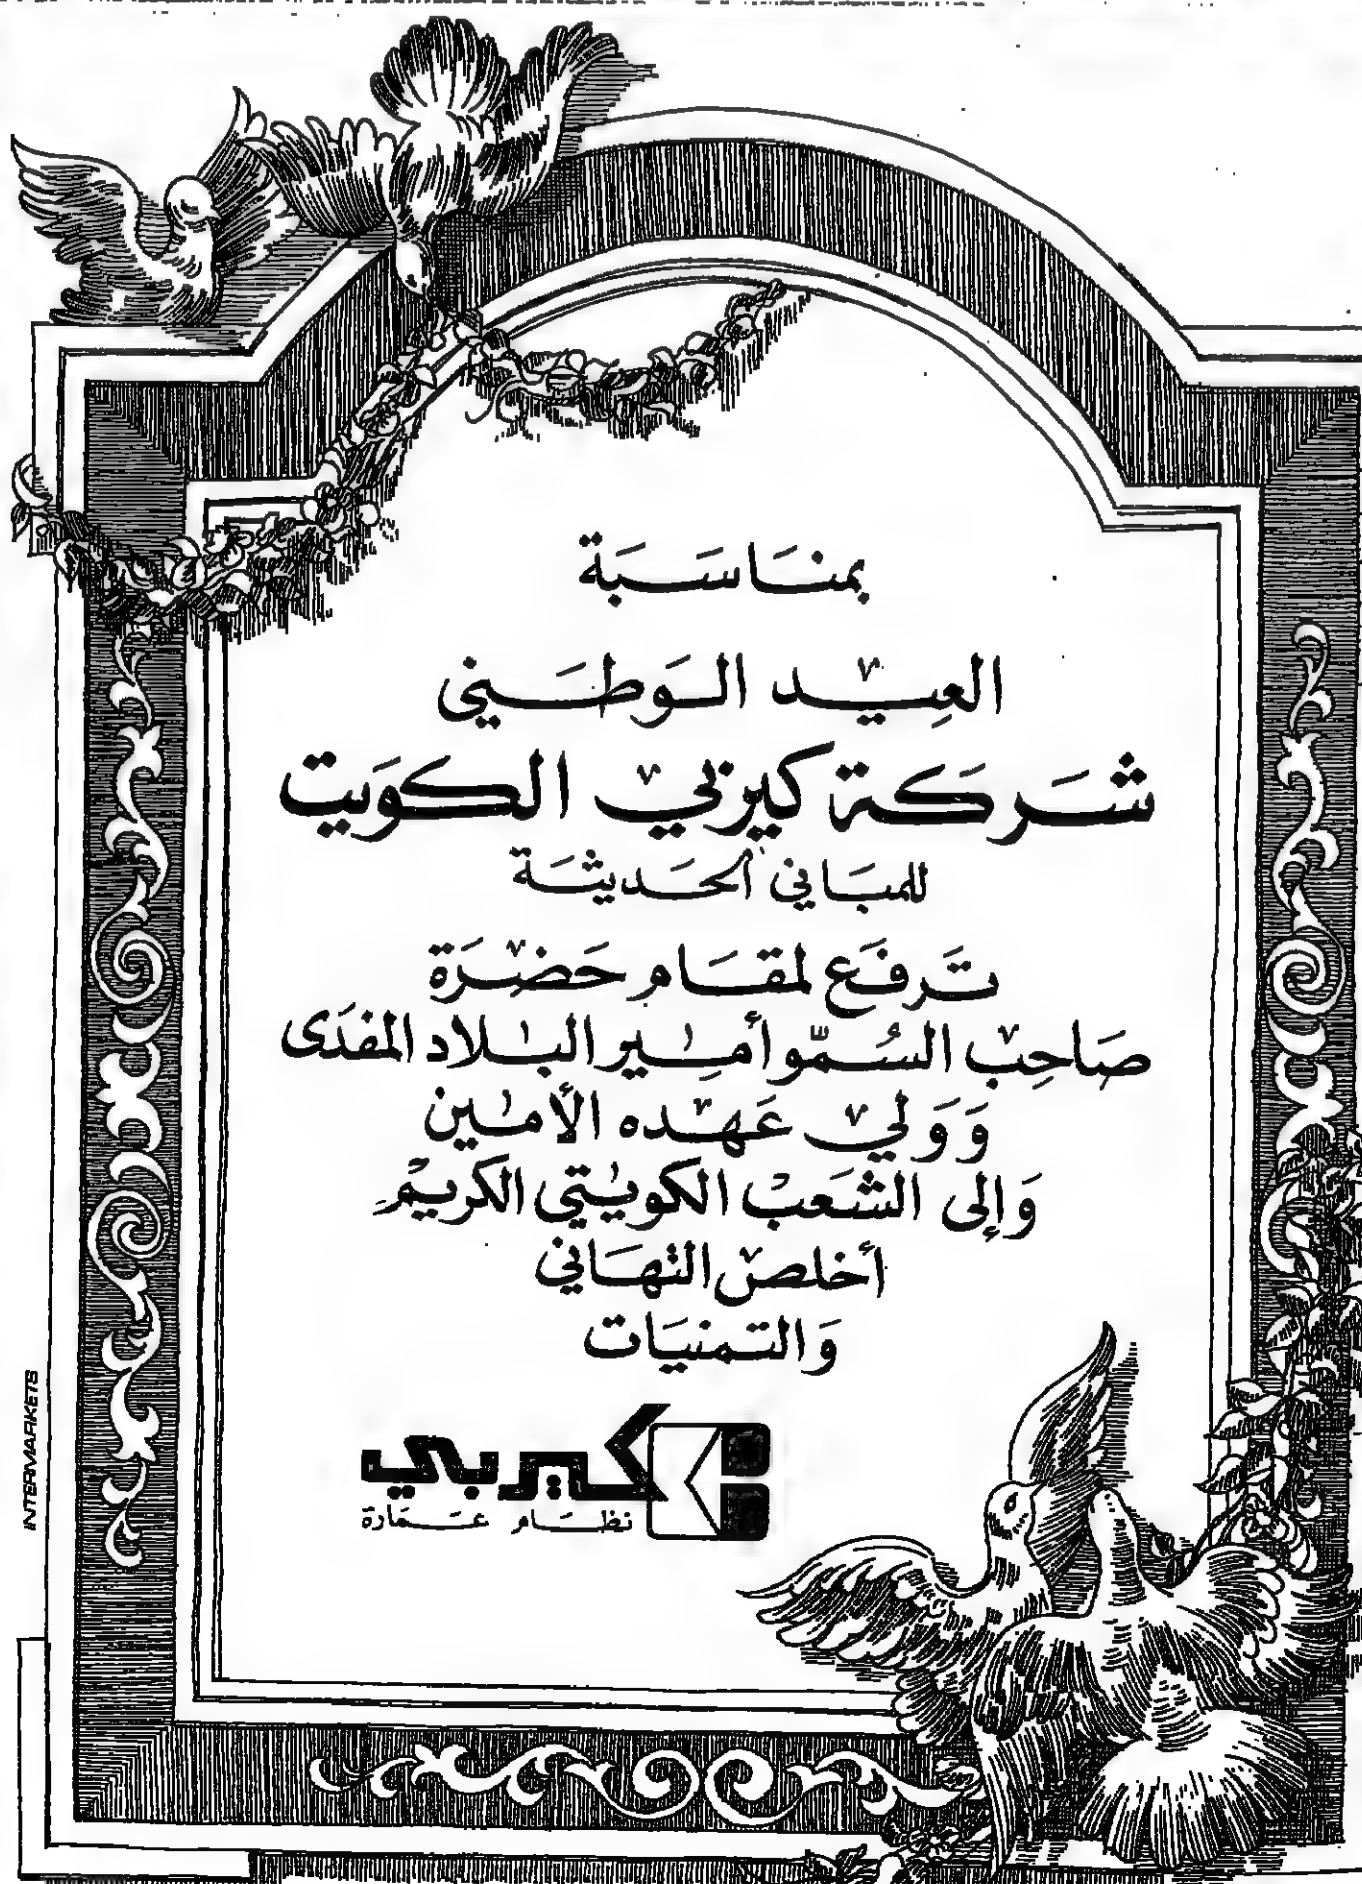 بمناسبة
العيد الوطني
شركة كيربي الكويت
للمباني الحديثة
ترفع لمقام حضرة
صاحب السمو أمير البلاد المفدى
وولي عهده الأمين
وإلى الشعب الكويتي الكريم
أخلص التهاني
والتمنيات
كيربي
نظام عمارة
INTERMARKETS